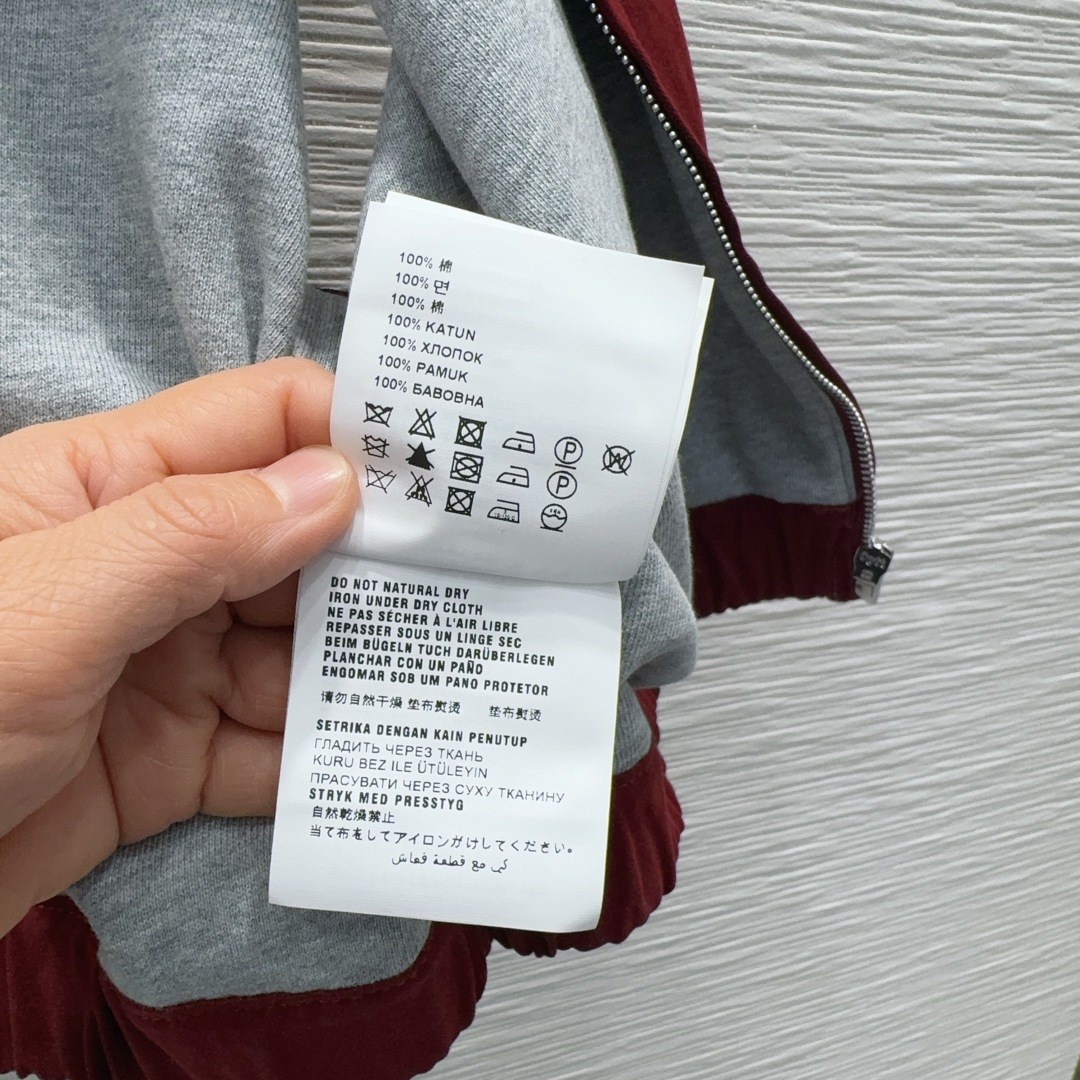 100% 棉
100% 면
100% 棉
100% KATUN
100% ХЛОПОК
100% PAMUK
100% БАВОВНА
P W
P
DO NOT NATURAL DRY
IRON UNDER DRY CLOTH
NE PAS SÉCHER À L'AIR LIBRE
REPASSER SOUS UN LINGE SEC
BEIM BÜGELN TUCH DARÜBERLEGEN
PLANCHAR CON UN PAÑO
ENGOMAR SOB UM PANO PROTETOR
请勿自然干燥 垫布熨烫 垫布熨烫
SETRIKA DENGAN KAIN PENUTUP
ГЛАДИТЬ ЧЕРЕЗ ТКАНЬ
KURU BEZ ILE ÜTÜLEYIN
ПРАСУВАТИ ЧЕРЕЗ СУХУ ТКАНИНУ
STRYK MED PRESSTYG
自然乾燥禁止
当て布をしてアイロンがけしてください。
كي مع قطعة قماش